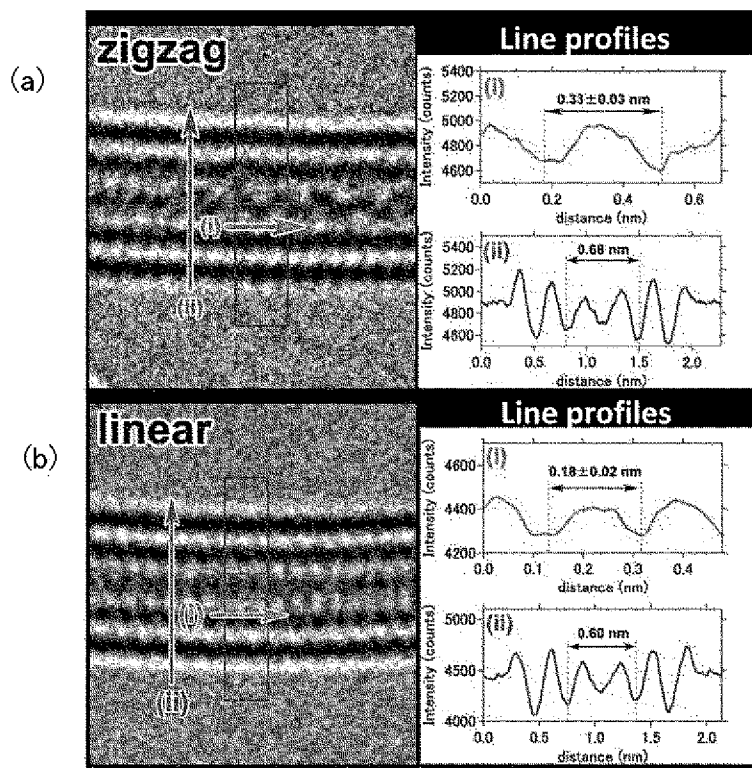 (a)
zigzag
(i)
(ii)
Line profiles
(i)
0.33±0.03 nm
Intensity (counts)
5400
5200
5000
4800
4600
0.0 0.2 0.4 0.6
distance (nm)
(ii)
0.68 nm
Intensity (counts)
5400
5200
5000
4800
4600
0.0 0.5 1.0 1.5 2.0
distance (nm)
(b)
linear
(i)
(ii)
Line profiles
(i)
0.18±0.02 nm
Intensity (counts)
4600
4400
4200
0.0 0.1 0.2 0.3 0.4
distance (nm)
(ii)
0.60 nm
Intensity (counts)
5000
4500
4000
0.0 0.5 1.0 1.5 2.0
distance (nm)